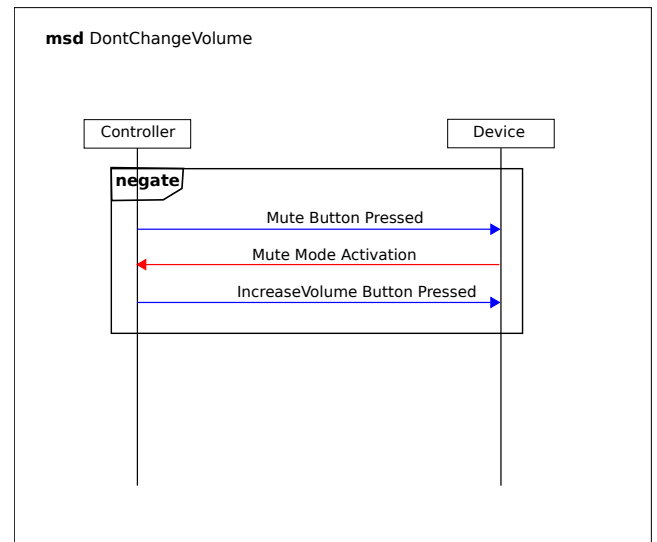 msd DontChangeVolume
Controller
Device
negate
Mute Button Pressed
Mute Mode Activation
IncreaseVolume Button Pressed